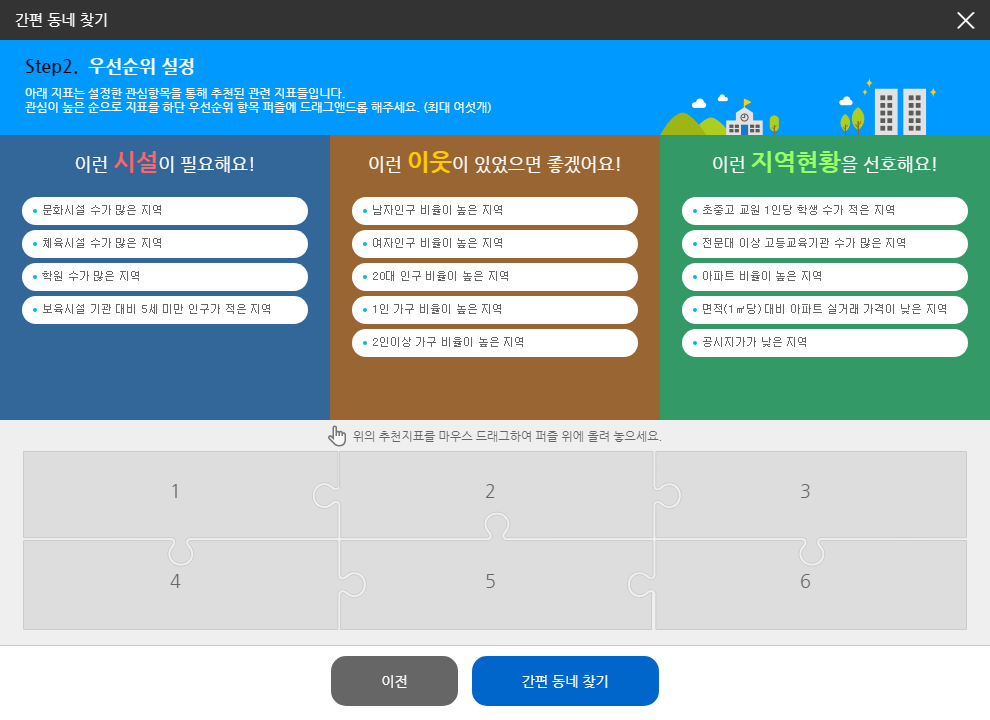 간편 동네 찾기
Step2. 우선순위 설정
아래 지표는 설정한 관심항목을 통해 추천된 관련 지표들입니다.
관심이 높은 순으로 지표를 하단 우선순위 항목 퍼즐에 드래그앤드롭 해주세요. (최대 여섯개)
이런 시설이 필요해요!
문화시설 수가 많은 지역
체육시설 수가 많은 지역
학원 수가 많은 지역
보육시설 기관 대비 5세 미만 인구가 적은 지역
이런 이웃이 있었으면 좋겠어요!
남자인구 비율이 높은 지역
여자인구 비율이 높은 지역
20대 인구 비율이 높은 지역
1인 가구 비율이 높은 지역
2인이상 가구 비율이 높은 지역
이런 지역현황을 선호해요!
초중고 교원 1인당 학생 수가 적은 지역
전문대 이상 고등교육기관 수가 많은 지역
아파트 비율이 높은 지역
면적(1㎡당) 대비 아파트 실거래 가격이 낮은 지역
공시지가가 낮은 지역
위의 추천지표를 마우스 드래그하여 퍼즐 위에 올려 놓으세요.
1
2
3
4
5
6
이전
간편 동네 찾기